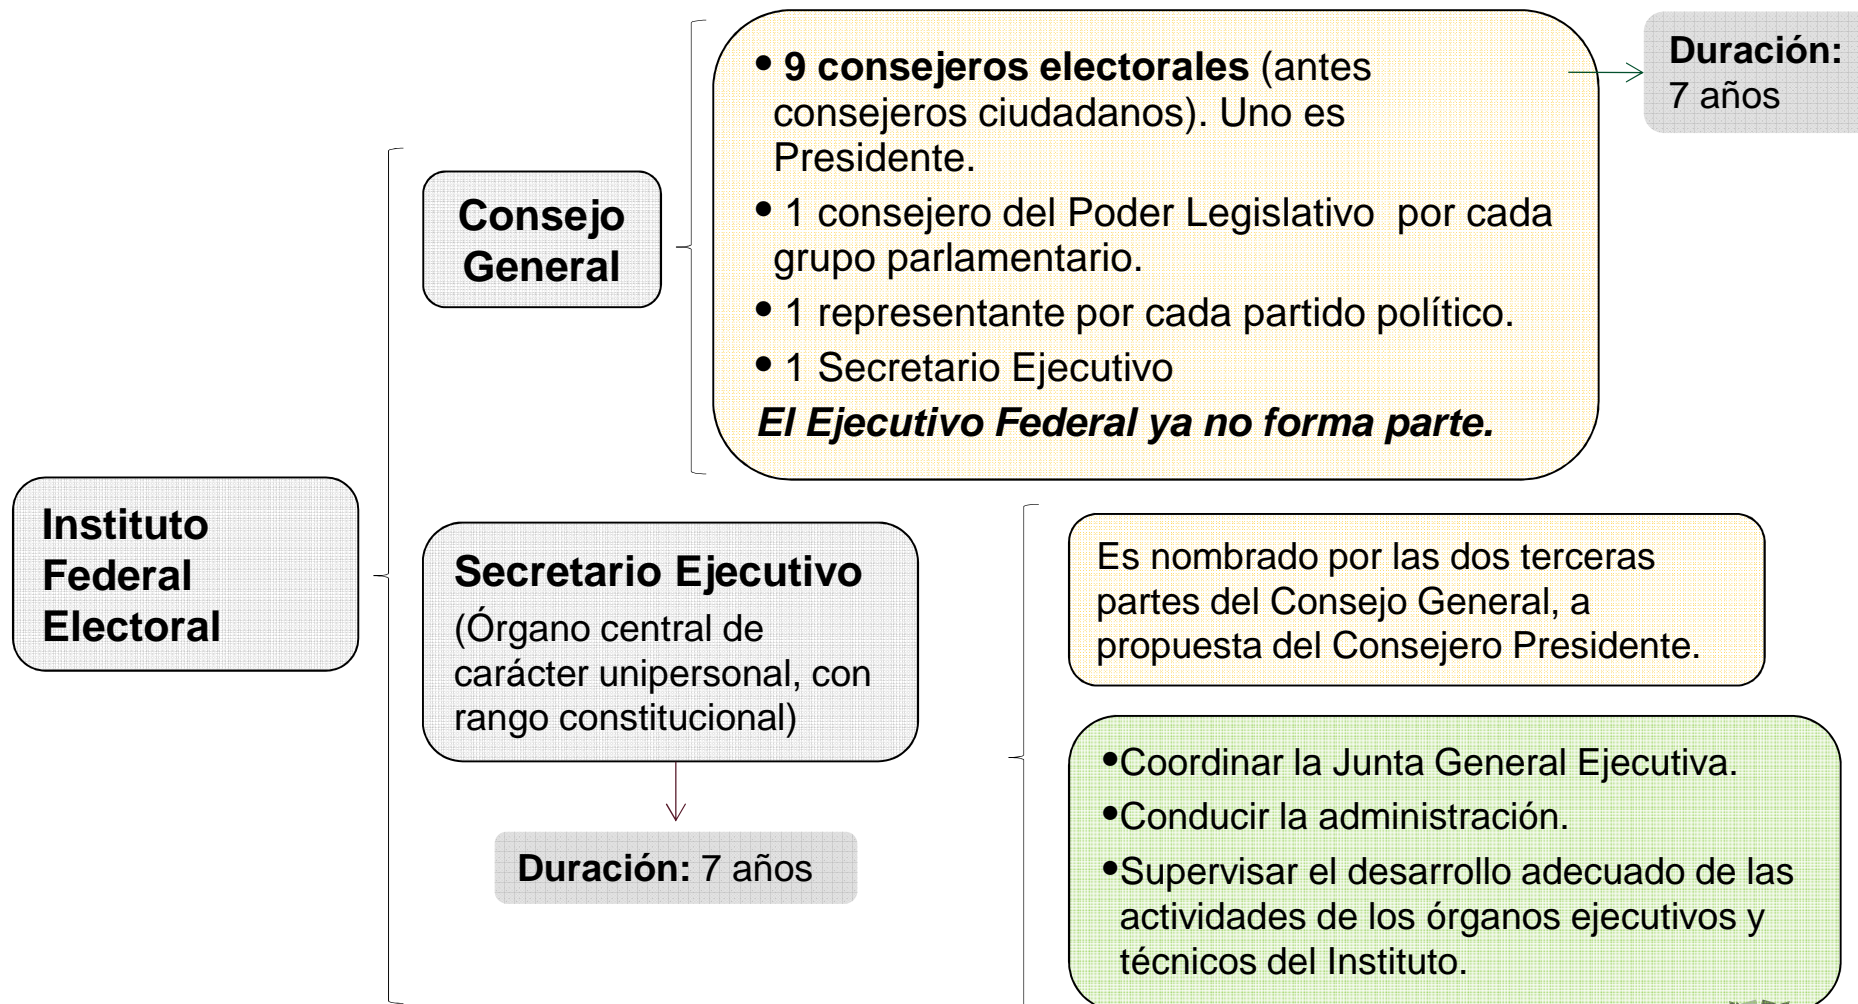 • 9 consejeros electorales (antes
consejeros ciudadanos). Uno es
Presidente.
• 1 consejero del Poder Legislativo por cada
grupo parlamentario.
• 1 representante por cada partido político.
• 1 Secretario Ejecutivo
El Ejecutivo Federal ya no forma parte.
Duración:
7 años
Consejo
General
Instituto
Federal
Electoral
Secretario Ejecutivo
(Órgano central de
carácter unipersonal, con
rango constitucional)
Duración: 7 años
Es nombrado por las dos terceras
partes del Consejo General, a
propuesta del Consejero Presidente.
•Coordinar la Junta General Ejecutiva.
•Conducir la administración.
•Supervisar el desarrollo adecuado de las
actividades de los órganos ejecutivos y
técnicos del Instituto.